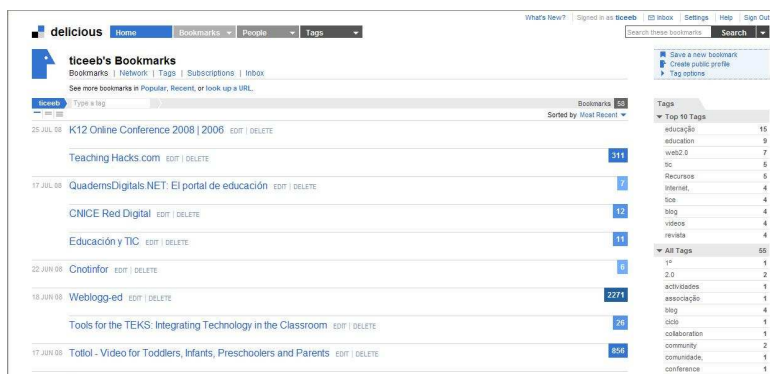 What's New? Signed in as ticeeb Inbox Settings Help Sign Out
delicious Home Bookmarks People Tags
Search these bookmarks Search
ticeeb's Bookmarks
Bookmarks | Network | Tags | Subscriptions | Inbox
See more bookmarks in Popular, Recent, or look up a URL.
Save a new bookmark
Create public profile
Tag options
ticeeb Type a tag Bookmarks 58
Sorted by Most Recent
25 JUL 08 K12 Online Conference 2008 | 2006 EDIT | DELETE
Teaching Hacks.com EDIT | DELETE 311
17 JUL 08 QuadernsDigitals.NET: El portal de educación EDIT | DELETE 7
CNICE Red Digital EDIT | DELETE 12
Educación y TIC EDIT | DELETE 11
22 JUN 08 Cnotinfor EDIT | DELETE 6
18 JUN 08 Weblogg-ed EDIT | DELETE 2271
Tools for the TEKS: Integrating Technology in the Classroom EDIT | DELETE 26
17 JUN 08 Totlol - Video for Toddlers, Infants, Preschoolers and Parents EDIT | DELETE 856
Tags
Top 10 Tags
educação 15
education 9
web2.0 7
tic 5
Recursos 5
Internet, 4
tice 4
blog 4
videos 4
revista 4
All Tags 55
1º 1
2.0 2
actividades 1
associação 1
blog 4
ciclo 1
collaboration 1
community 2
comunidade, 1
conference 1